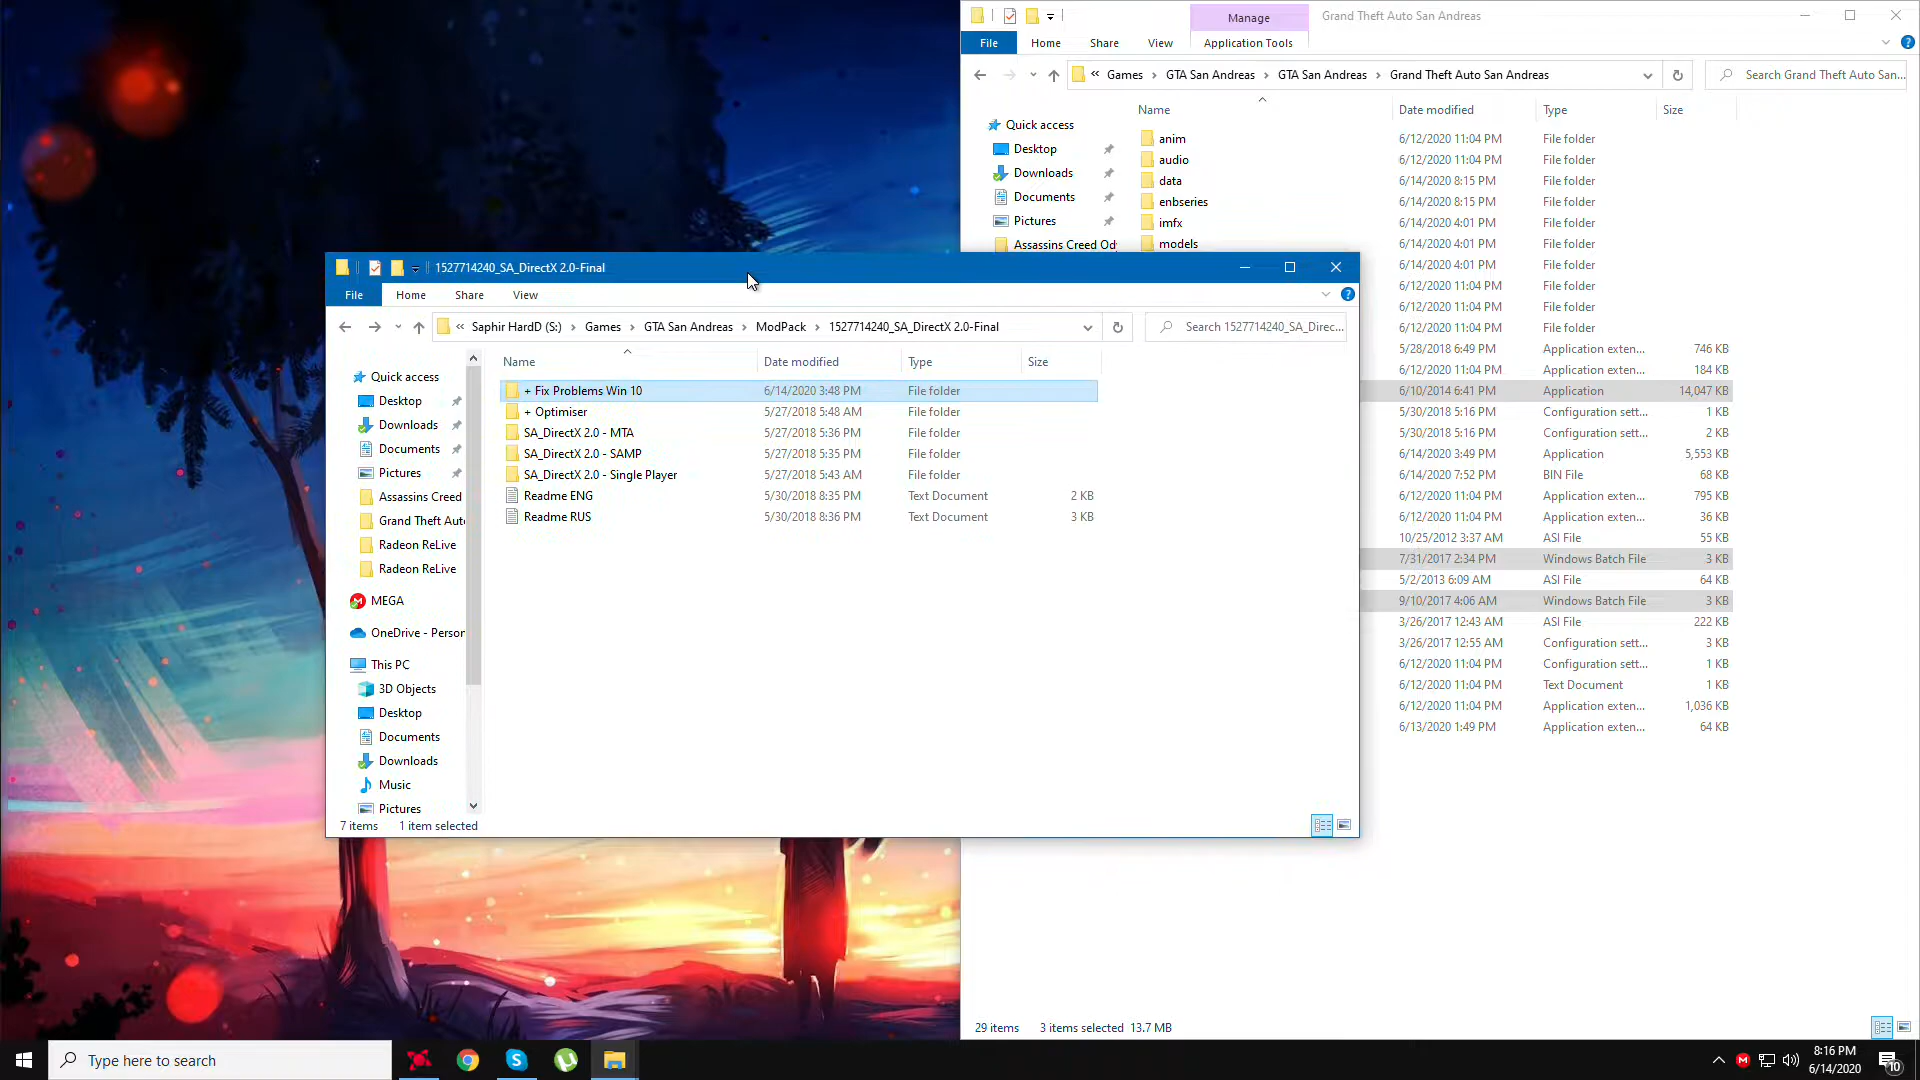 Manage
Grand Theft Auto San Andreas
File
Home
Share
View
Application Tools
« Games › GTA San Andreas › GTA San Andreas › Grand Theft Auto San Andreas
Search Grand Theft Auto San...
Name
Date modified
Type
Size
Quick access
Desktop
Downloads
Documents
Pictures
Assassins Creed Od
anim 6/12/2020 11:04 PM File folder
audio 6/12/2020 11:04 PM File folder
data 6/14/2020 8:15 PM File folder
enbseries 6/14/2020 8:15 PM File folder
imfx 6/14/2020 4:01 PM File folder
models 6/14/2020 4:01 PM File folder
6/14/2020 4:01 PM File folder
6/12/2020 11:04 PM File folder
6/12/2020 11:04 PM File folder
6/12/2020 11:04 PM File folder
5/28/2018 6:49 PM Application exten... 746 KB
6/12/2020 11:04 PM Application exten... 184 KB
6/10/2014 6:41 PM Application 14,047 KB
5/30/2018 5:16 PM Configuration sett... 1 KB
5/30/2018 5:16 PM Configuration sett... 2 KB
6/14/2020 3:49 PM Application 5,553 KB
6/14/2020 7:52 PM BIN File 68 KB
6/12/2020 11:04 PM Application exten... 795 KB
6/12/2020 11:04 PM Application exten... 36 KB
10/25/2012 3:37 AM ASI File 55 KB
7/31/2017 2:34 PM Windows Batch File 3 KB
5/2/2013 6:09 AM ASI File 64 KB
9/10/2017 4:06 AM Windows Batch File 3 KB
3/26/2017 12:43 AM ASI File 222 KB
3/26/2017 12:55 AM Configuration sett... 3 KB
6/12/2020 11:04 PM Configuration sett... 1 KB
6/12/2020 11:04 PM Text Document 1 KB
6/12/2020 11:04 PM Application exten... 1,036 KB
6/13/2020 1:49 PM Application exten... 64 KB
29 items 3 items selected 13.7 MB
1527714240_SA_DirectX 2.0-Final
File
Home
Share
View
« Saphir HardD (S:) › Games › GTA San Andreas › ModPack › 1527714240_SA_DirectX 2.0-Final
Search 1527714240_SA_Direc...
Name
Date modified
Type
Size
Quick access
Desktop
Downloads
Documents
Pictures
Assassins Creed
Grand Theft Auto
Radeon ReLive
Radeon ReLive
MEGA
OneDrive - Person
This PC
3D Objects
Desktop
Documents
Downloads
Music
Pictures
+ Fix Problems Win 10 6/14/2020 3:48 PM File folder
+ Optimiser 5/27/2018 5:48 AM File folder
SA_DirectX 2.0 - MTA 5/27/2018 5:36 PM File folder
SA_DirectX 2.0 - SAMP 5/27/2018 5:35 PM File folder
SA_DirectX 2.0 - Single Player 5/27/2018 5:43 AM File folder
Readme ENG 5/30/2018 8:35 PM Text Document 2 KB
Readme RUS 5/30/2018 8:36 PM Text Document 3 KB
7 items 1 item selected
Type here to search
8:16 PM
6/14/2020
10